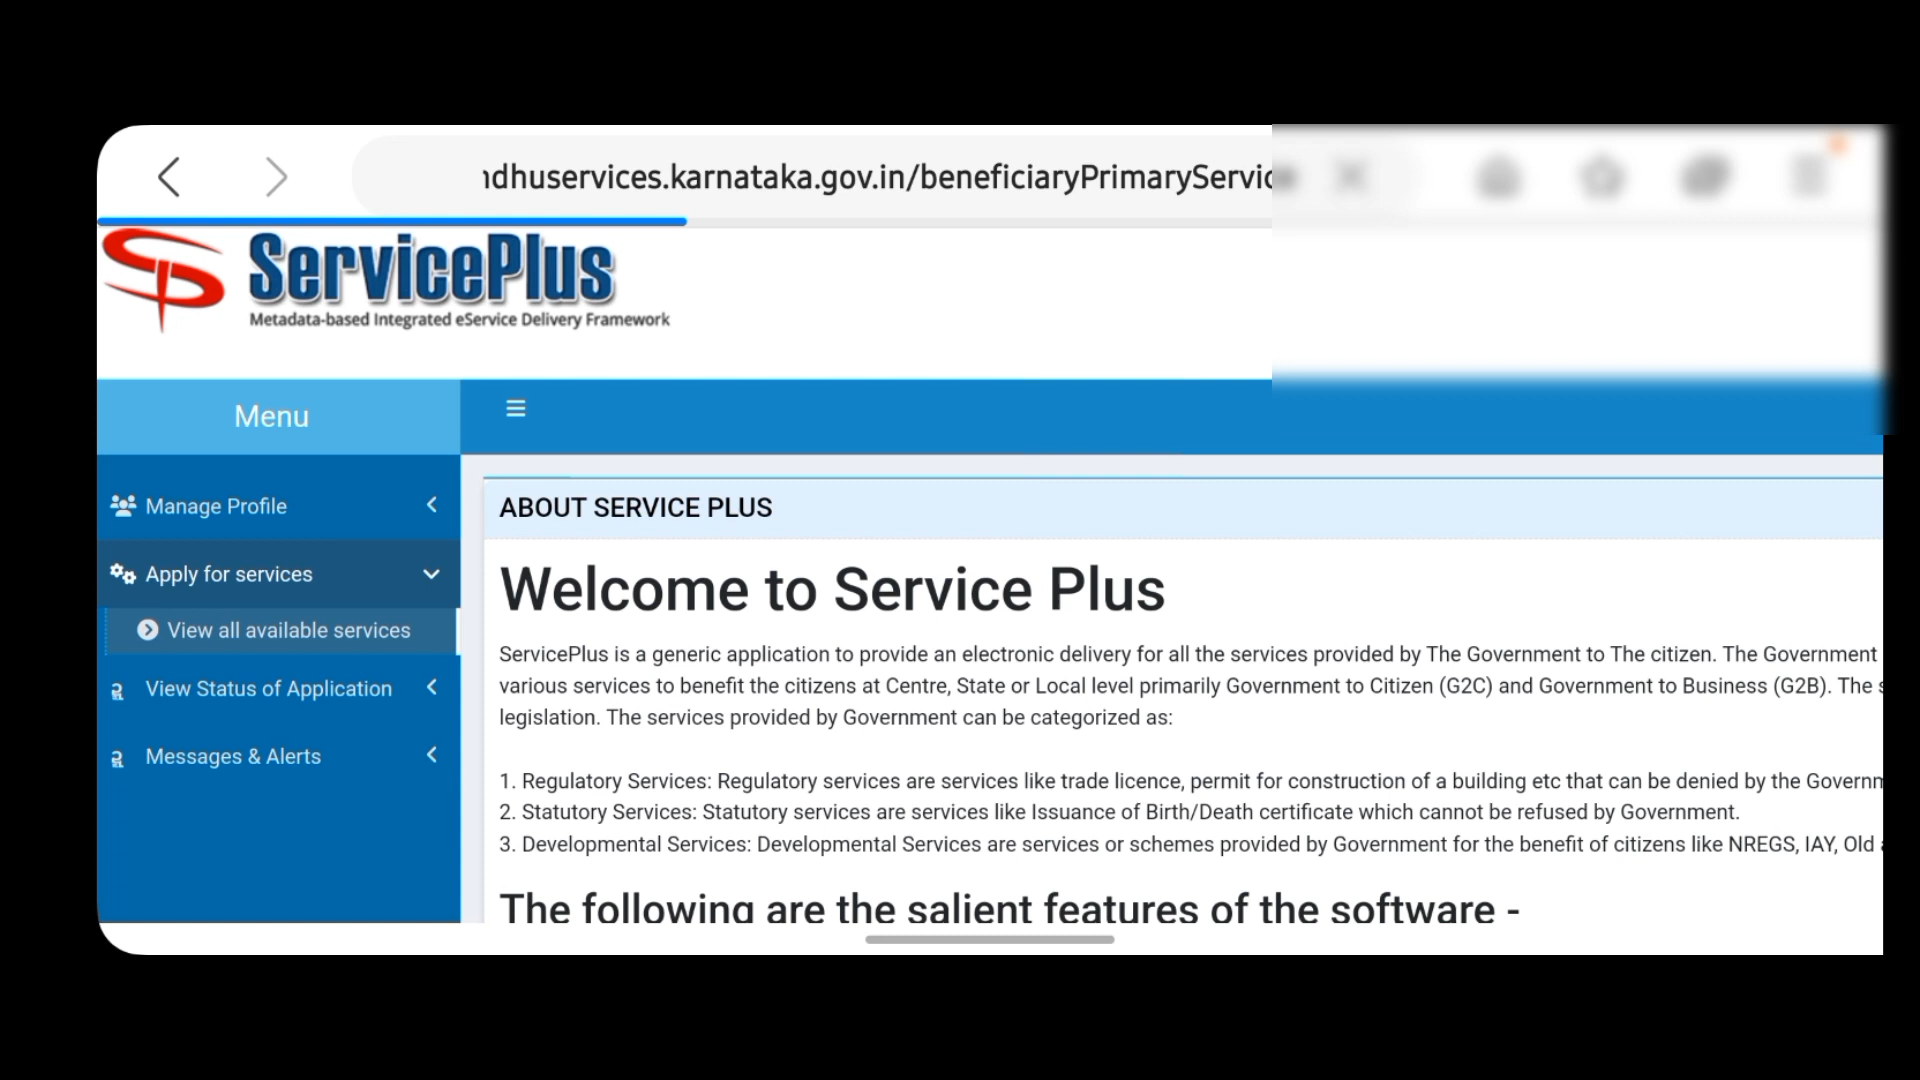 ndhuservices.karnataka.gov.in/beneficiaryPrimaryServic
ServicePlus
Metadata-based Integrated eService Delivery Framework
Menu
Manage Profile
ABOUT SERVICE PLUS
Apply for services
Welcome to Service Plus
View all available services
ServicePlus is a generic application to provide an electronic delivery for all the services provided by The Government to The citizen. The Government
View Status of Application
various services to benefit the citizens at Centre, State or Local level primarily Government to Citizen (G2C) and Government to Business (G2B). The s
legislation. The services provided by Government can be categorized as:
Messages & Alerts
1. Regulatory Services: Regulatory services are services like trade licence, permit for construction of a building etc that can be denied by the Governm
2. Statutory Services: Statutory services are services like Issuance of Birth/Death certificate which cannot be refused by Government.
3. Developmental Services: Developmental Services are services or schemes provided by Government for the benefit of citizens like NREGS, IAY, Old
The following are the salient features of the software -